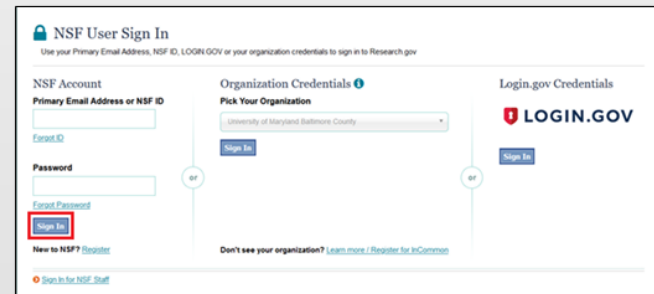 NSF User Sign In
Use your Primary Email Address, NSF ID, LOGIN.GOV or your organization credentials to sign in to Research.gov
NSF Account
Primary Email Address or NSF ID
Forgot ID
Password
Forgot Password
Sign In
New to NSF? Register
or
Organization Credentials
Pick Your Organization
University of Maryland Baltimore County
Sign In
Don't see your organization? Learn more / Register for InCommon
or
Login.gov Credentials
LOGIN.GOV
Sign In
Sign In for NSF Staff